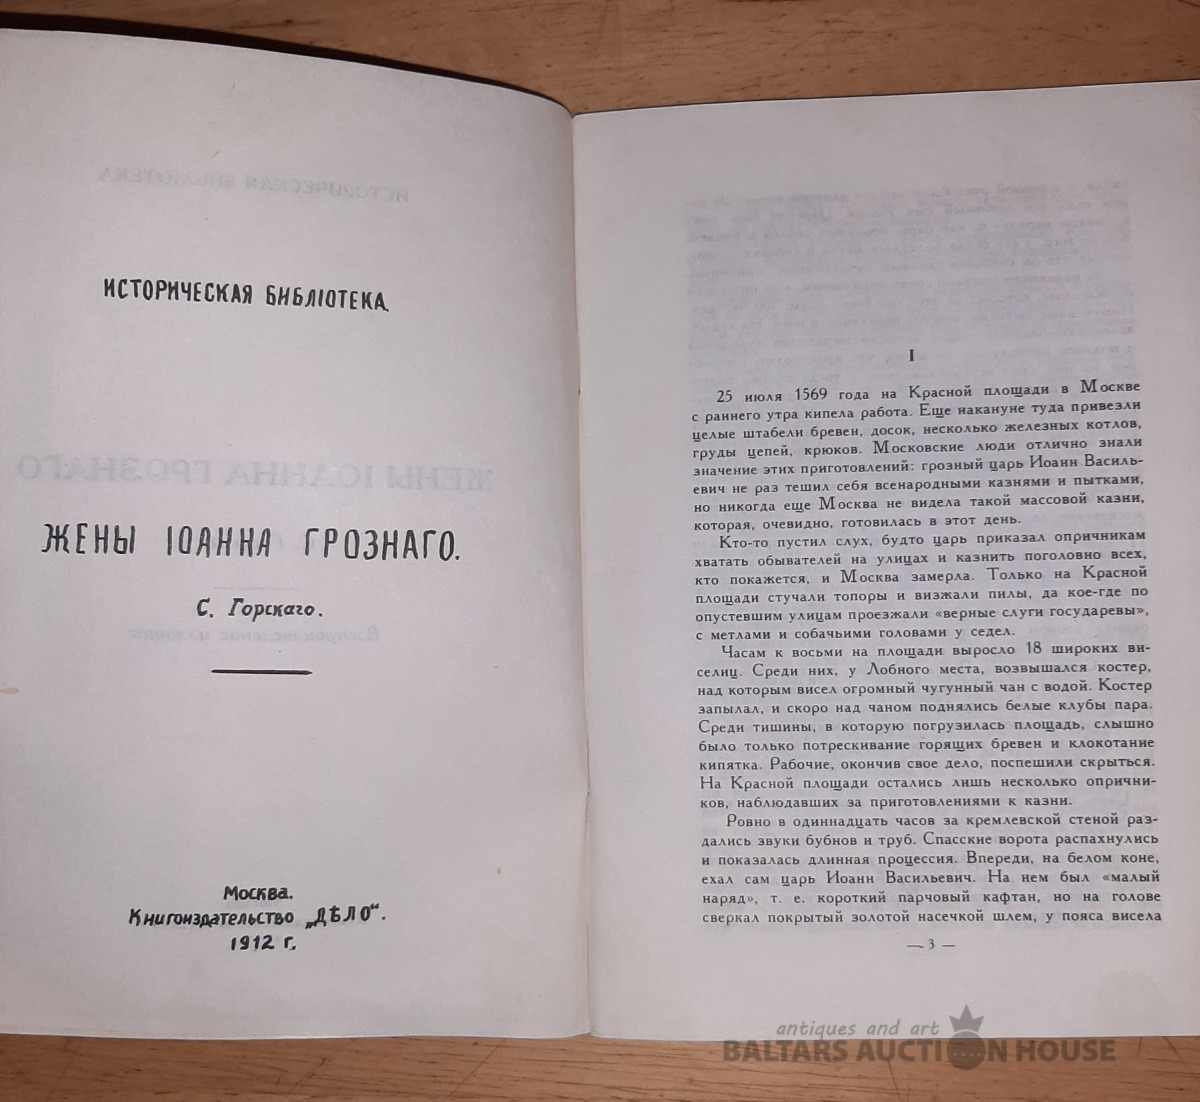 ИСТОРИЧЕСКАЯ БИБЛІОТЕКА.
ЖЕНЫ ІОАННА ГРОЗНАГО.
С. Горскаго.
Москва.
Книгоиздательство „ДѢЛО“.
1912 г.
I
25 июля 1569 года на Красной площади в Москве
с раннего утра кипела работа. Еще накануне туда привезли
целые штабели бревен, досок, несколько железных котлов,
груды цепей, крюков. Московские люди отлично знали
значение этих приготовлений: грозный царь Иоанн Василь-
евич не раз тешил себя всенародными казнями и пытками,
но никогда еще Москва не видела такой массовой казни,
которая, очевидно, готовилась в этот день.
Кто-то пустил слух, будто царь приказал опричникам
хватать обывателей на улицах и казнить поголовно всех,
кто покажется, и Москва замерла. Только на Красной
площади стучали топоры и визжали пилы, да кое-где по
опустевшим улицам проезжали «верные слуги государевы»,
с метлами и собачьими головами у седел.
Часам к восьми на площади выросло 18 широких ви-
селиц. Среди них, у Лобного места, возвышался костер,
над которым висел огромный чугунный чан с водой. Костер
запылал, и скоро над чаном поднялись белые клубы пара.
Среди тишины, в которую погрузилась площадь, слышно
было только потрескивание горящих бревен и клокотание
кипятка. Рабочие, окончив свое дело, поспешили скрыться.
На Красной площади остались лишь несколько опрични-
ков, наблюдавших за приготовлениями к казни.
Ровно в одиннадцать часов за кремлевской стеной раз-
дались звуки бубнов и труб. Спасские ворота распахнулись
и показалась длинная процессия. Впереди, на белом коне,
ехал сам царь Иоанн Васильевич. На нем был «малый
наряд», т. е. короткий парчовый кафтан, но на голове
сверкал покрытый золотой насечкой шлем, у пояса висела
— 3 —
antiques and art
BALTARS AUCTION HOUSE